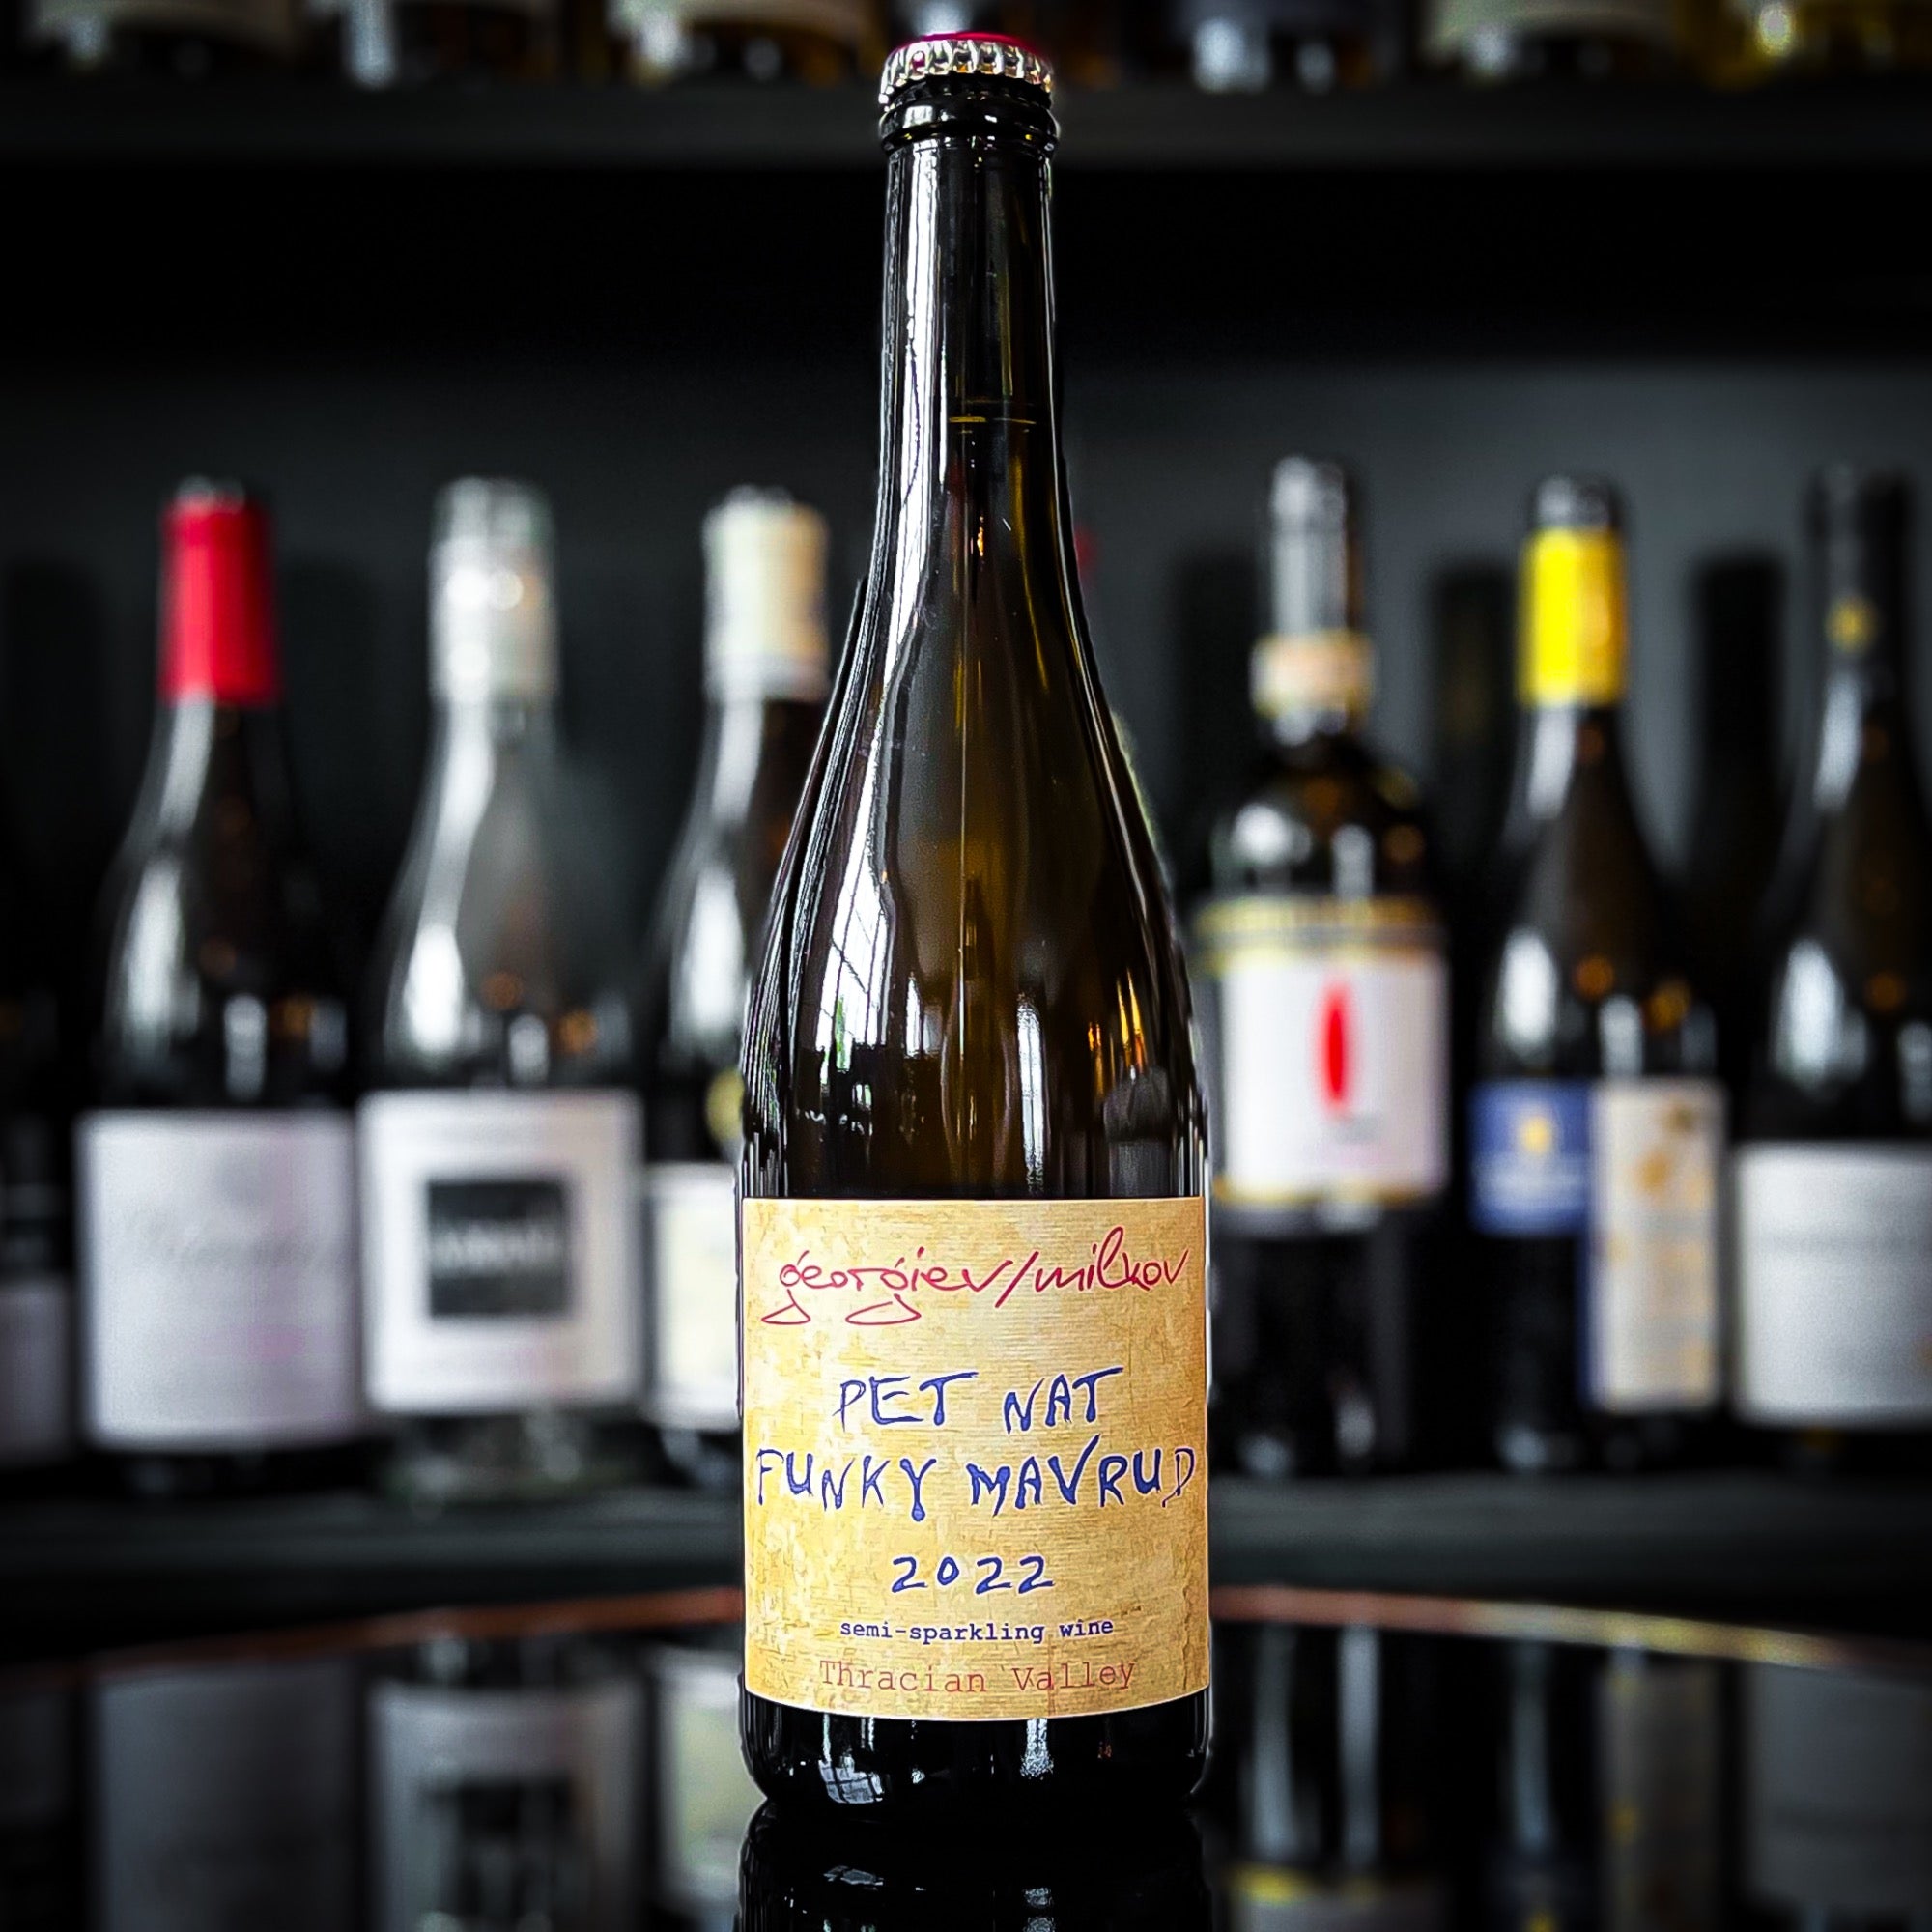 georgiev/milkov
PET NAT
FUNKY MAVRUD
2022
semi-sparkling wine
Thracian Valley